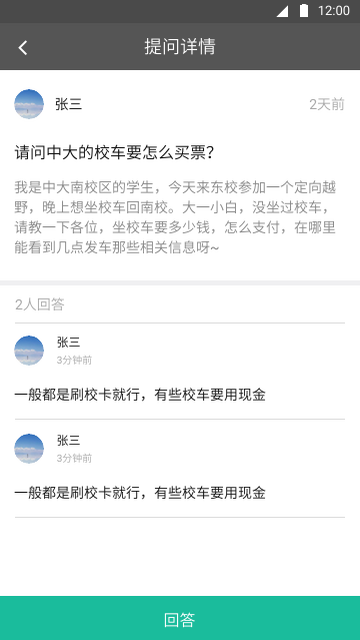 12:00
提问详情
张三
2天前
请问中大的校车要怎么买票？
我是中大南校区的学生，今天来东校参加一个定向越
野，晚上想坐校车回南校。大一小白，没坐过校车，
请教一下各位，坐校车要多少钱，怎么支付，在哪里
能看到几点发车那些相关信息呀~
2人回答
张三
3分钟前
一般都是刷校卡就行，有些校车要用现金
张三
3分钟前
一般都是刷校卡就行，有些校车要用现金
回答